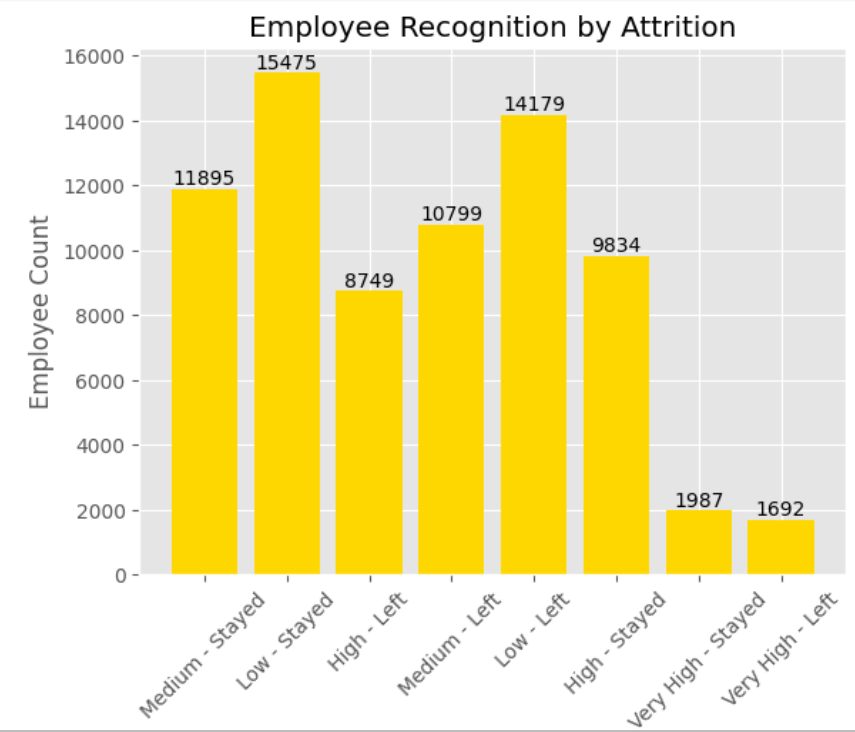 Employee Recognition by Attrition
Employee Count
16000
14000
12000
10000
8000
6000
4000
2000
0
11895
15475
8749
10799
14179
9834
1987
1692
Medium - Stayed
Low - Stayed
High - Left
Medium - Left
Low - Left
High - Stayed
Very High - Stayed
Very High - Left